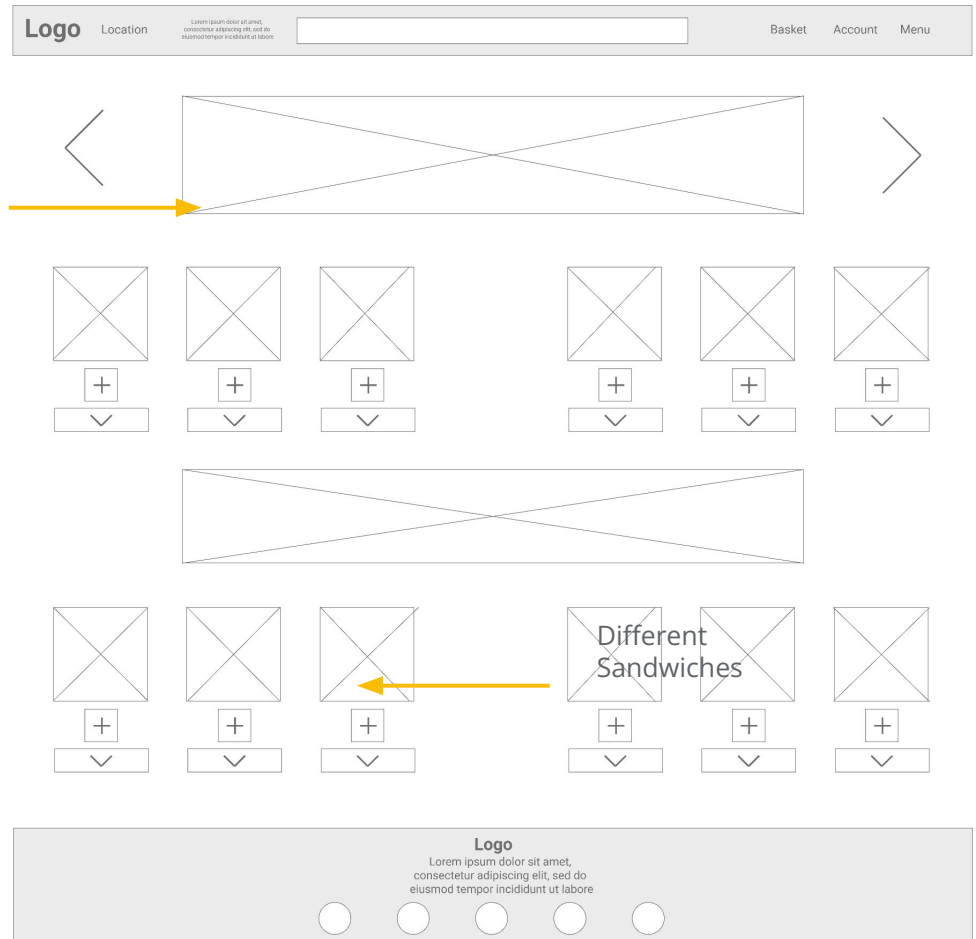 Logo
Location
Lorem ipsum dolor sit amet,
consectetur adipiscing elit, sed do
eiusmod tempor incididunt ut labore
Basket
Account
Menu
Different
Sandwiches
Logo
Lorem ipsum dolor sit amet,
consectetur adipiscing elit, sed do
eiusmod tempor incididunt ut labore